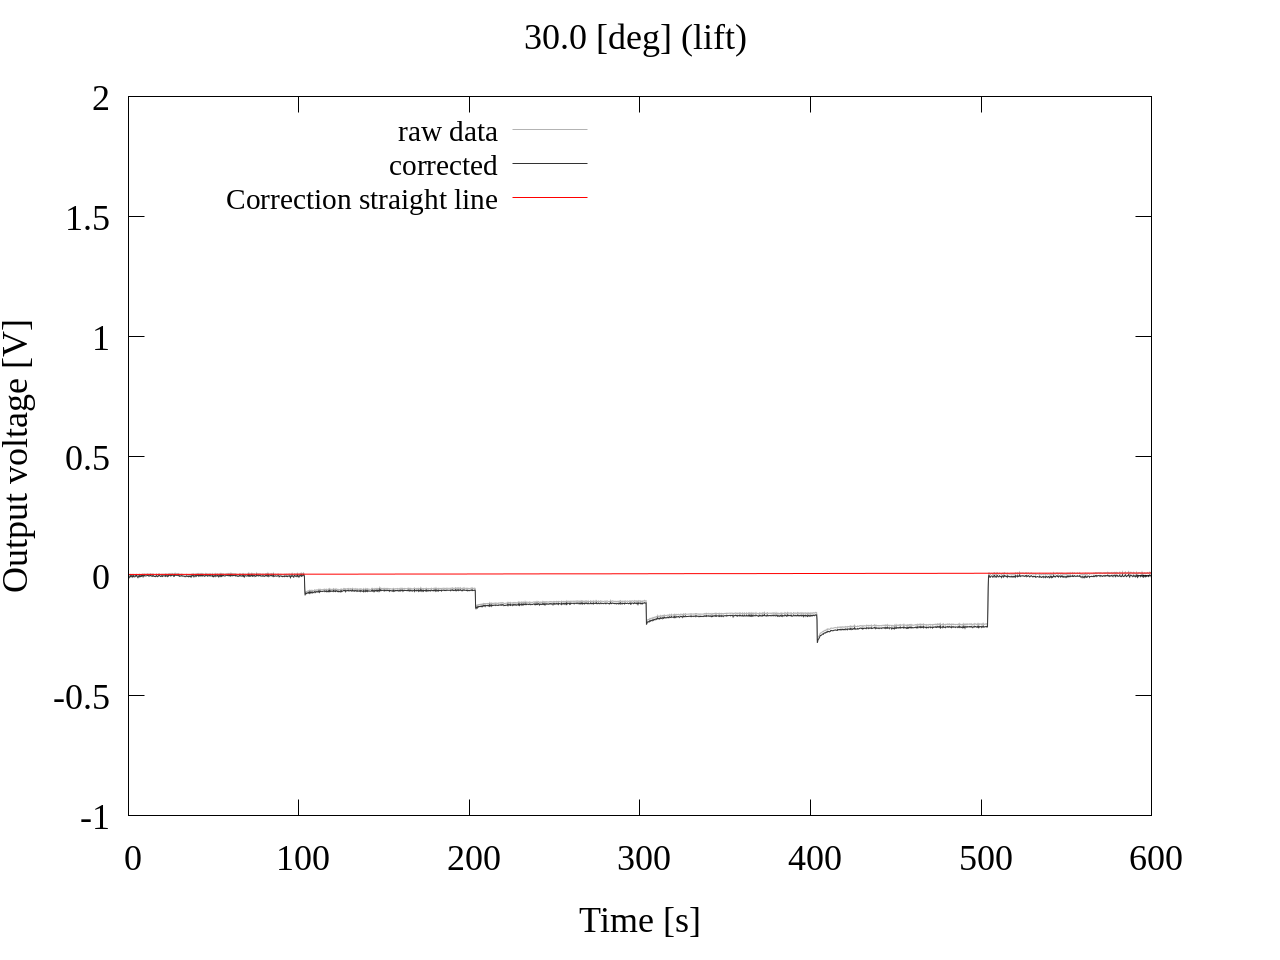 30.0 [deg] (lift)
2
1.5
1
0.5
0
-0.5
-1
Output voltage [V]
raw data
corrected
Correction straight line
0 100 200 300 400 500 600
Time [s]